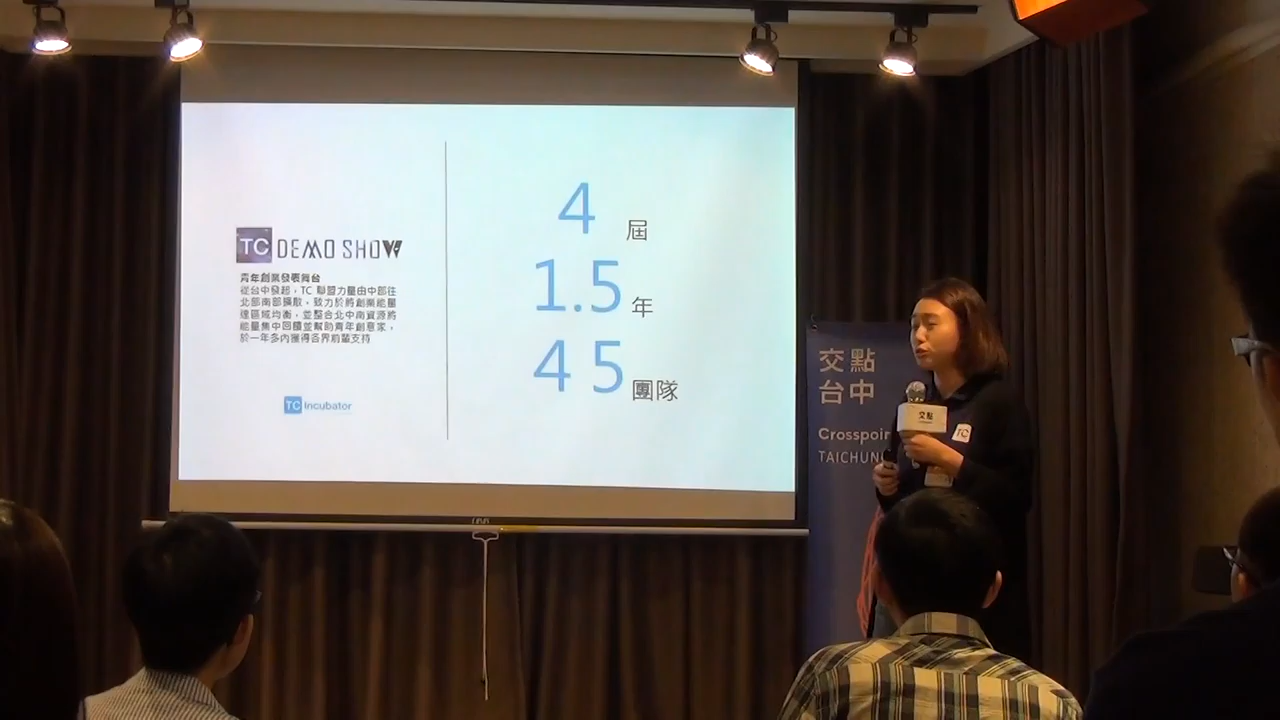 TC DEMO SHOW
青年創業發表舞台
從台中發起，TC 聯盟力量由中部往
北部南部擴散，致力於將創業能量
達區域均衡，並整合北中南資源將
能量集中回饋並幫助青年創意家，
於一年多內獲得各界前輩支持
TC Incubator
4 屆
1.5 年
45 團隊
交點
台中
Crosspoin
TAICHUNG
交點
TC